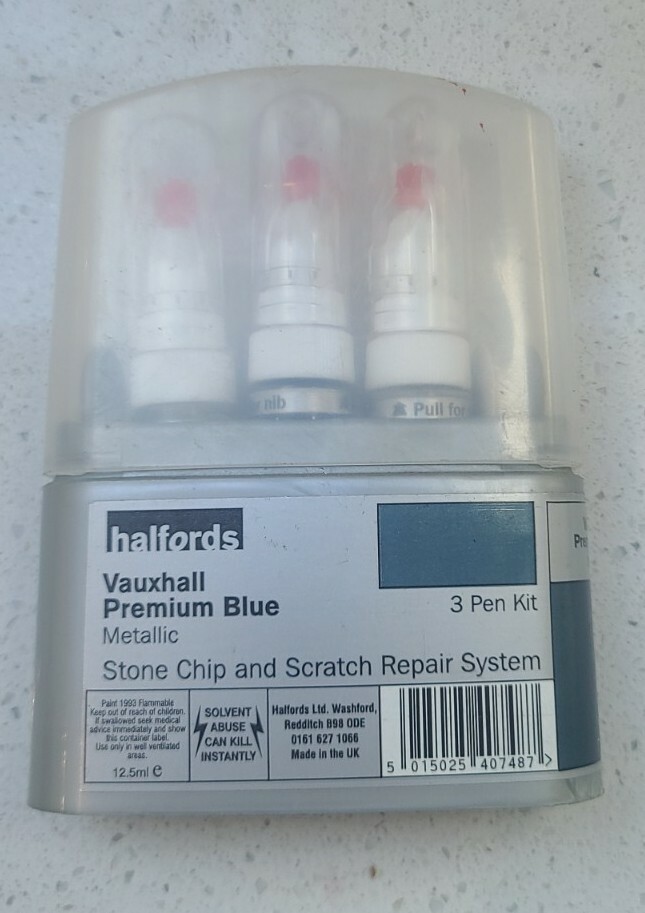 Nib
Pull for
halfords
Vauxhall
Premium Blue
Metallic
3 Pen Kit
Stone Chip and Scratch Repair System
Paint 1993 Flammable
Keep out of reach of children.
If swallowed seek medical
advice immediately and show
this container label.
Use only in well ventilated
areas.
12.5ml e
SOLVENT
ABUSE
CAN KILL
INSTANTLY
Halfords Ltd. Washford,
Redditch B98 0DE
0161 627 1066
Made in the UK
5 015025 407487 >